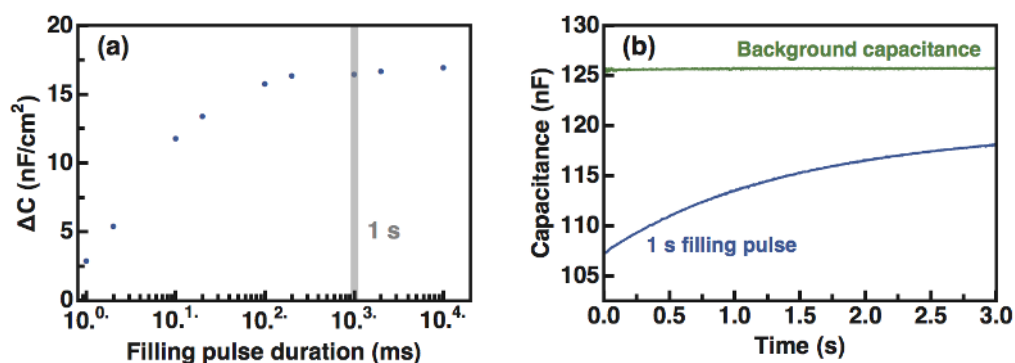 (a)
ΔC (nF/cm²)
20
15
10
5
0
1 s
10.⁰· 10.¹· 10.²· 10.³· 10.⁴·
Filling pulse duration (ms)
(b)
Capacitance (nF)
130
125
120
115
110
105
Background capacitance
1 s filling pulse
0.0 0.5 1.0 1.5 2.0 2.5 3.0
Time (s)